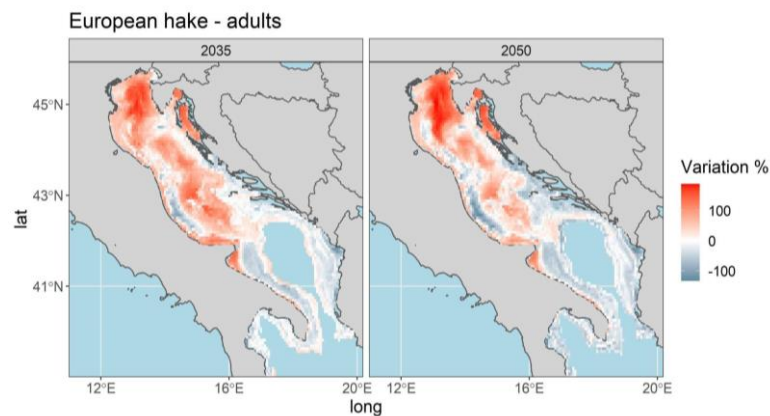 European hake - adults
2035
2050
45°N
43°N
41°N
lat
12°E
16°E
20°E
12°E
16°E
20°E
long
Variation %
100
0
-100